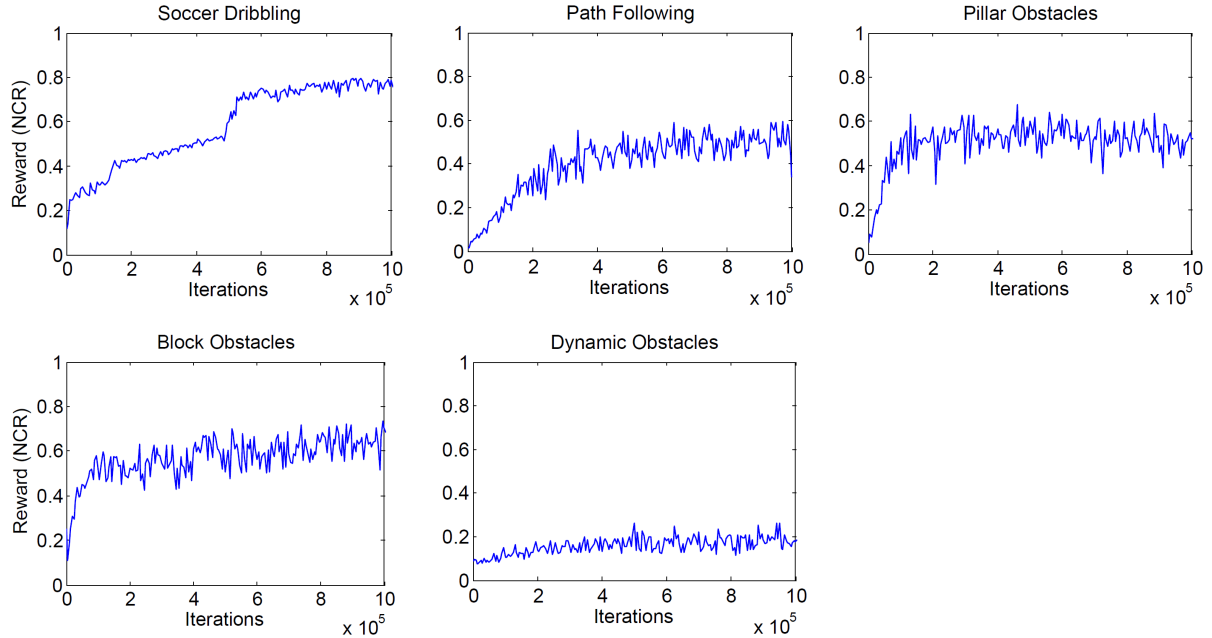 Soccer Dribbling
Path Following
Pillar Obstacles
1
0.8
0.6
0.4
0.2
0
Reward (NCR)
0 2 4 6 8 10
Iterations
x 10^5
1
0.8
0.6
0.4
0.2
0
0 2 4 6 8 10
Iterations
x 10^5
1
0.8
0.6
0.4
0.2
0
0 2 4 6 8 10
Iterations
x 10^5
Block Obstacles
Dynamic Obstacles
1
0.8
0.6
0.4
0.2
0
Reward (NCR)
0 2 4 6 8 10
Iterations
x 10^5
1
0.8
0.6
0.4
0.2
0
0 2 4 6 8 10
Iterations
x 10^5